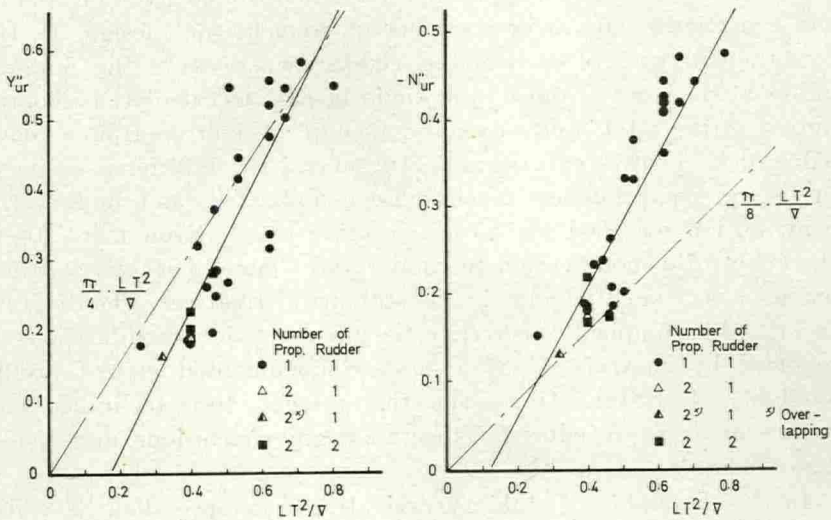 0.6
Y″ur
0.5
0.4
0.3
0.2
0.1
0
π/4 · LT²/∇
Number of
Prop. Rudder
● 1 1
△ 2 1
◭ 2*⁾ 1
■ 2 2
0.2 0.4 0.6 0.8
LT²/∇
0.5
-N″ur
0.4
0.3
0.2
0.1
0
π/8 · LT²/∇
Number of
Prop. Rudder
● 1 1
△ 2 1
◭ 2*⁾ 1 *⁾ Over-
lapping
■ 2 2
0.2 0.4 0.6 0.8
LT²/∇